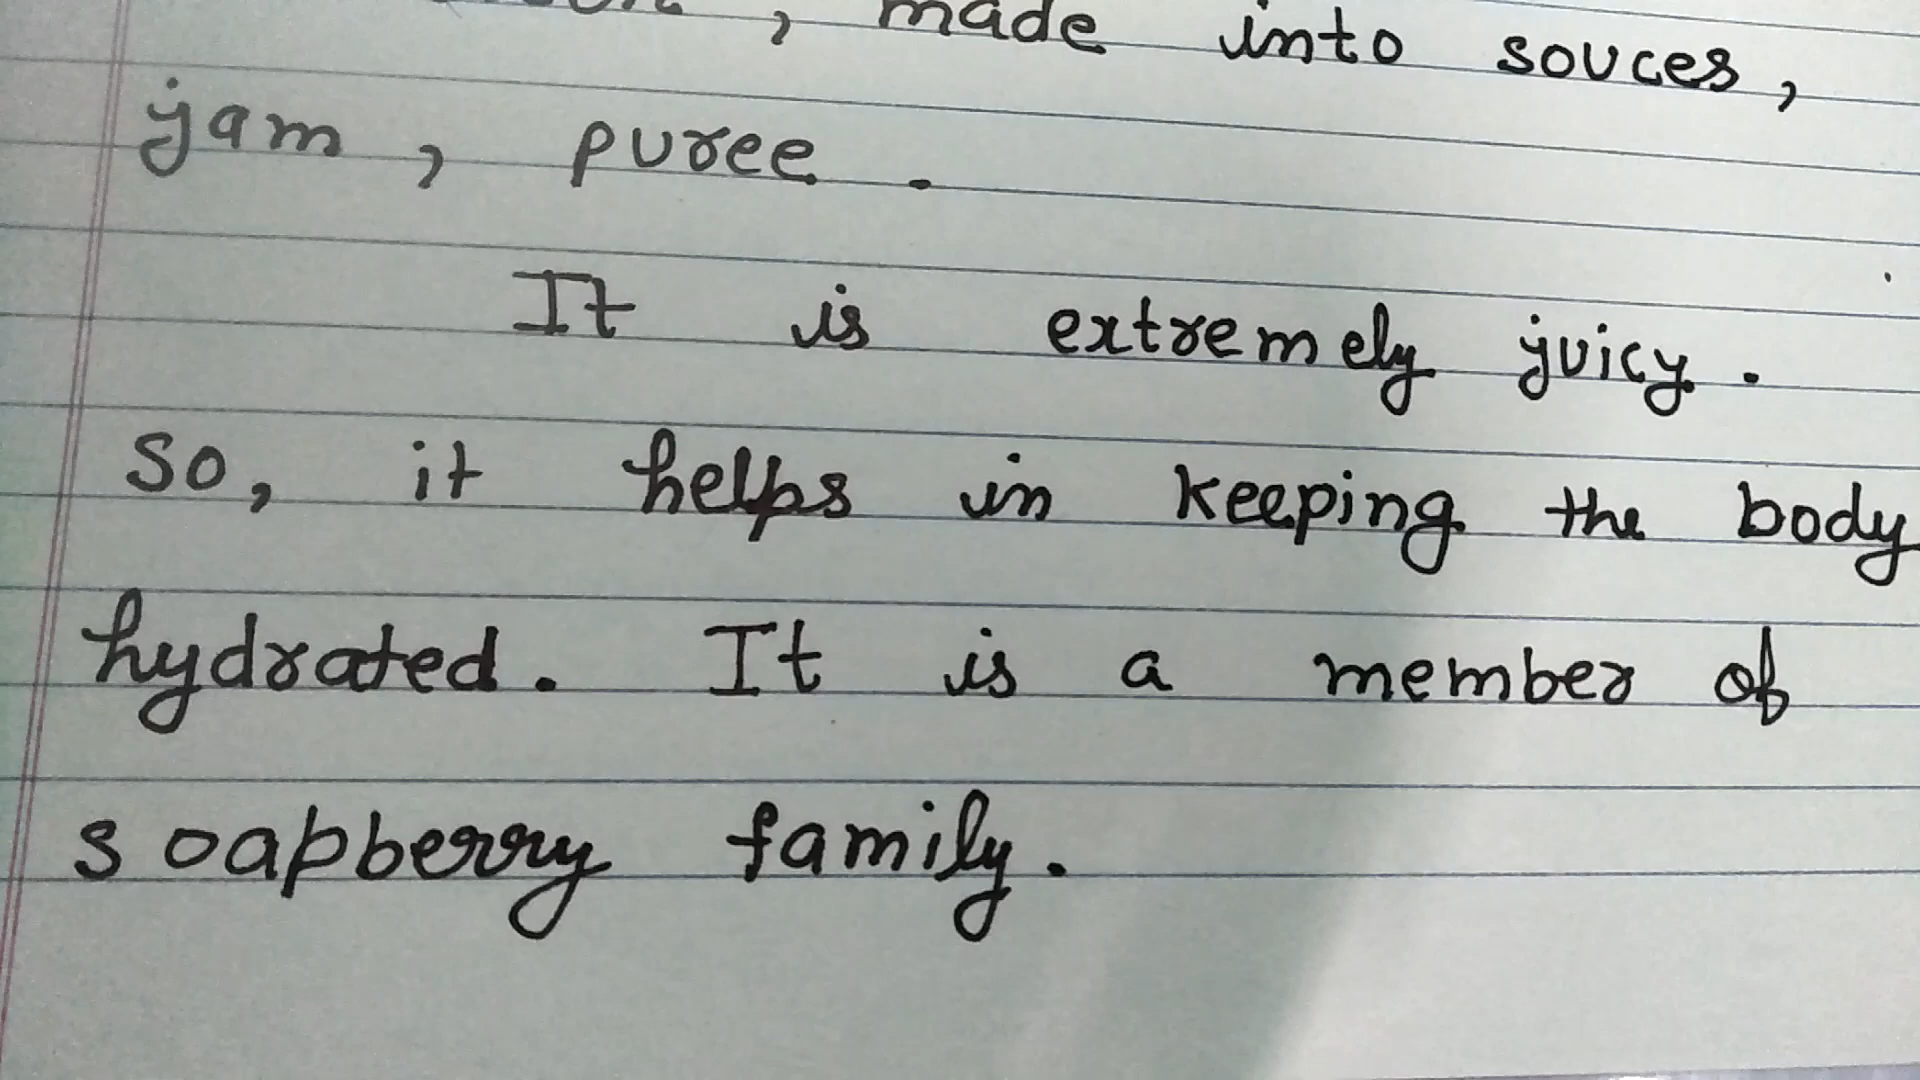 , made into souces,
jam, puree.
It is extremely juicy.
so, it helps in keeping the body
hydrated. It is a member of
soapberry family.